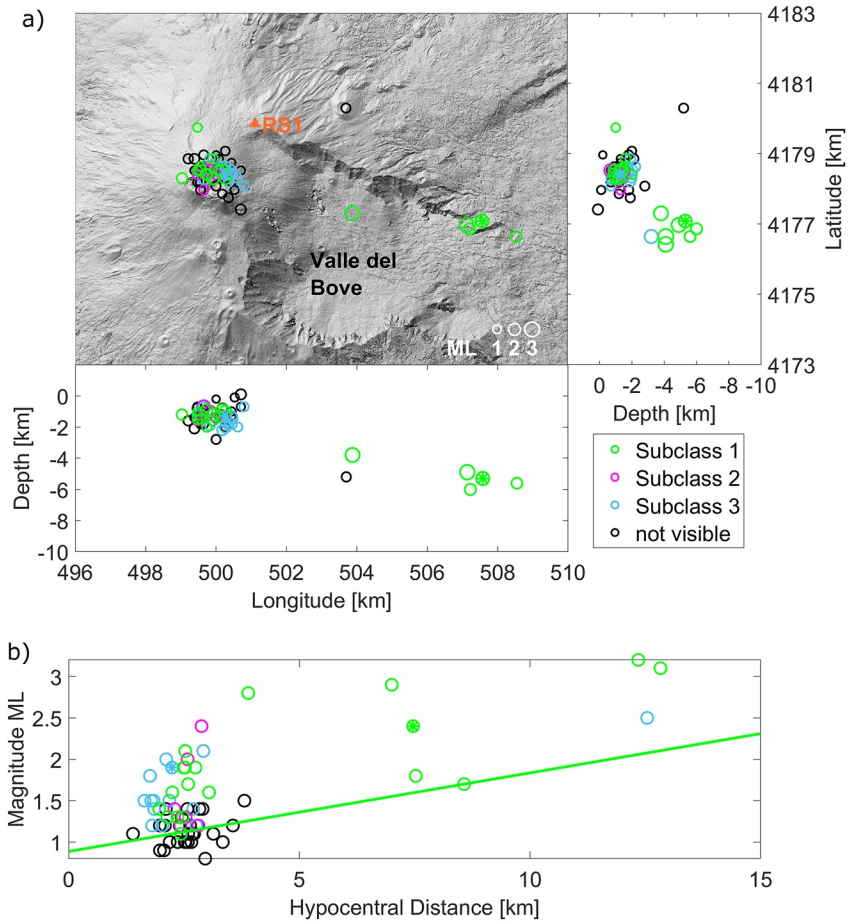 a)
RS1
Valle del
Bove
ML 1 2 3
4183
4181
4179
4177
4175
4173
Latitude [km]
0 -2 -4 -6 -8 -10
Depth [km]
0
-2
-4
-6
-8
-10
Depth [km]
496 498 500 502 504 506 508 510
Longitude [km]
Subclass 1
Subclass 2
Subclass 3
not visible
b)
3
2.5
2
1.5
1
Magnitude ML
0 5 10 15
Hypocentral Distance [km]